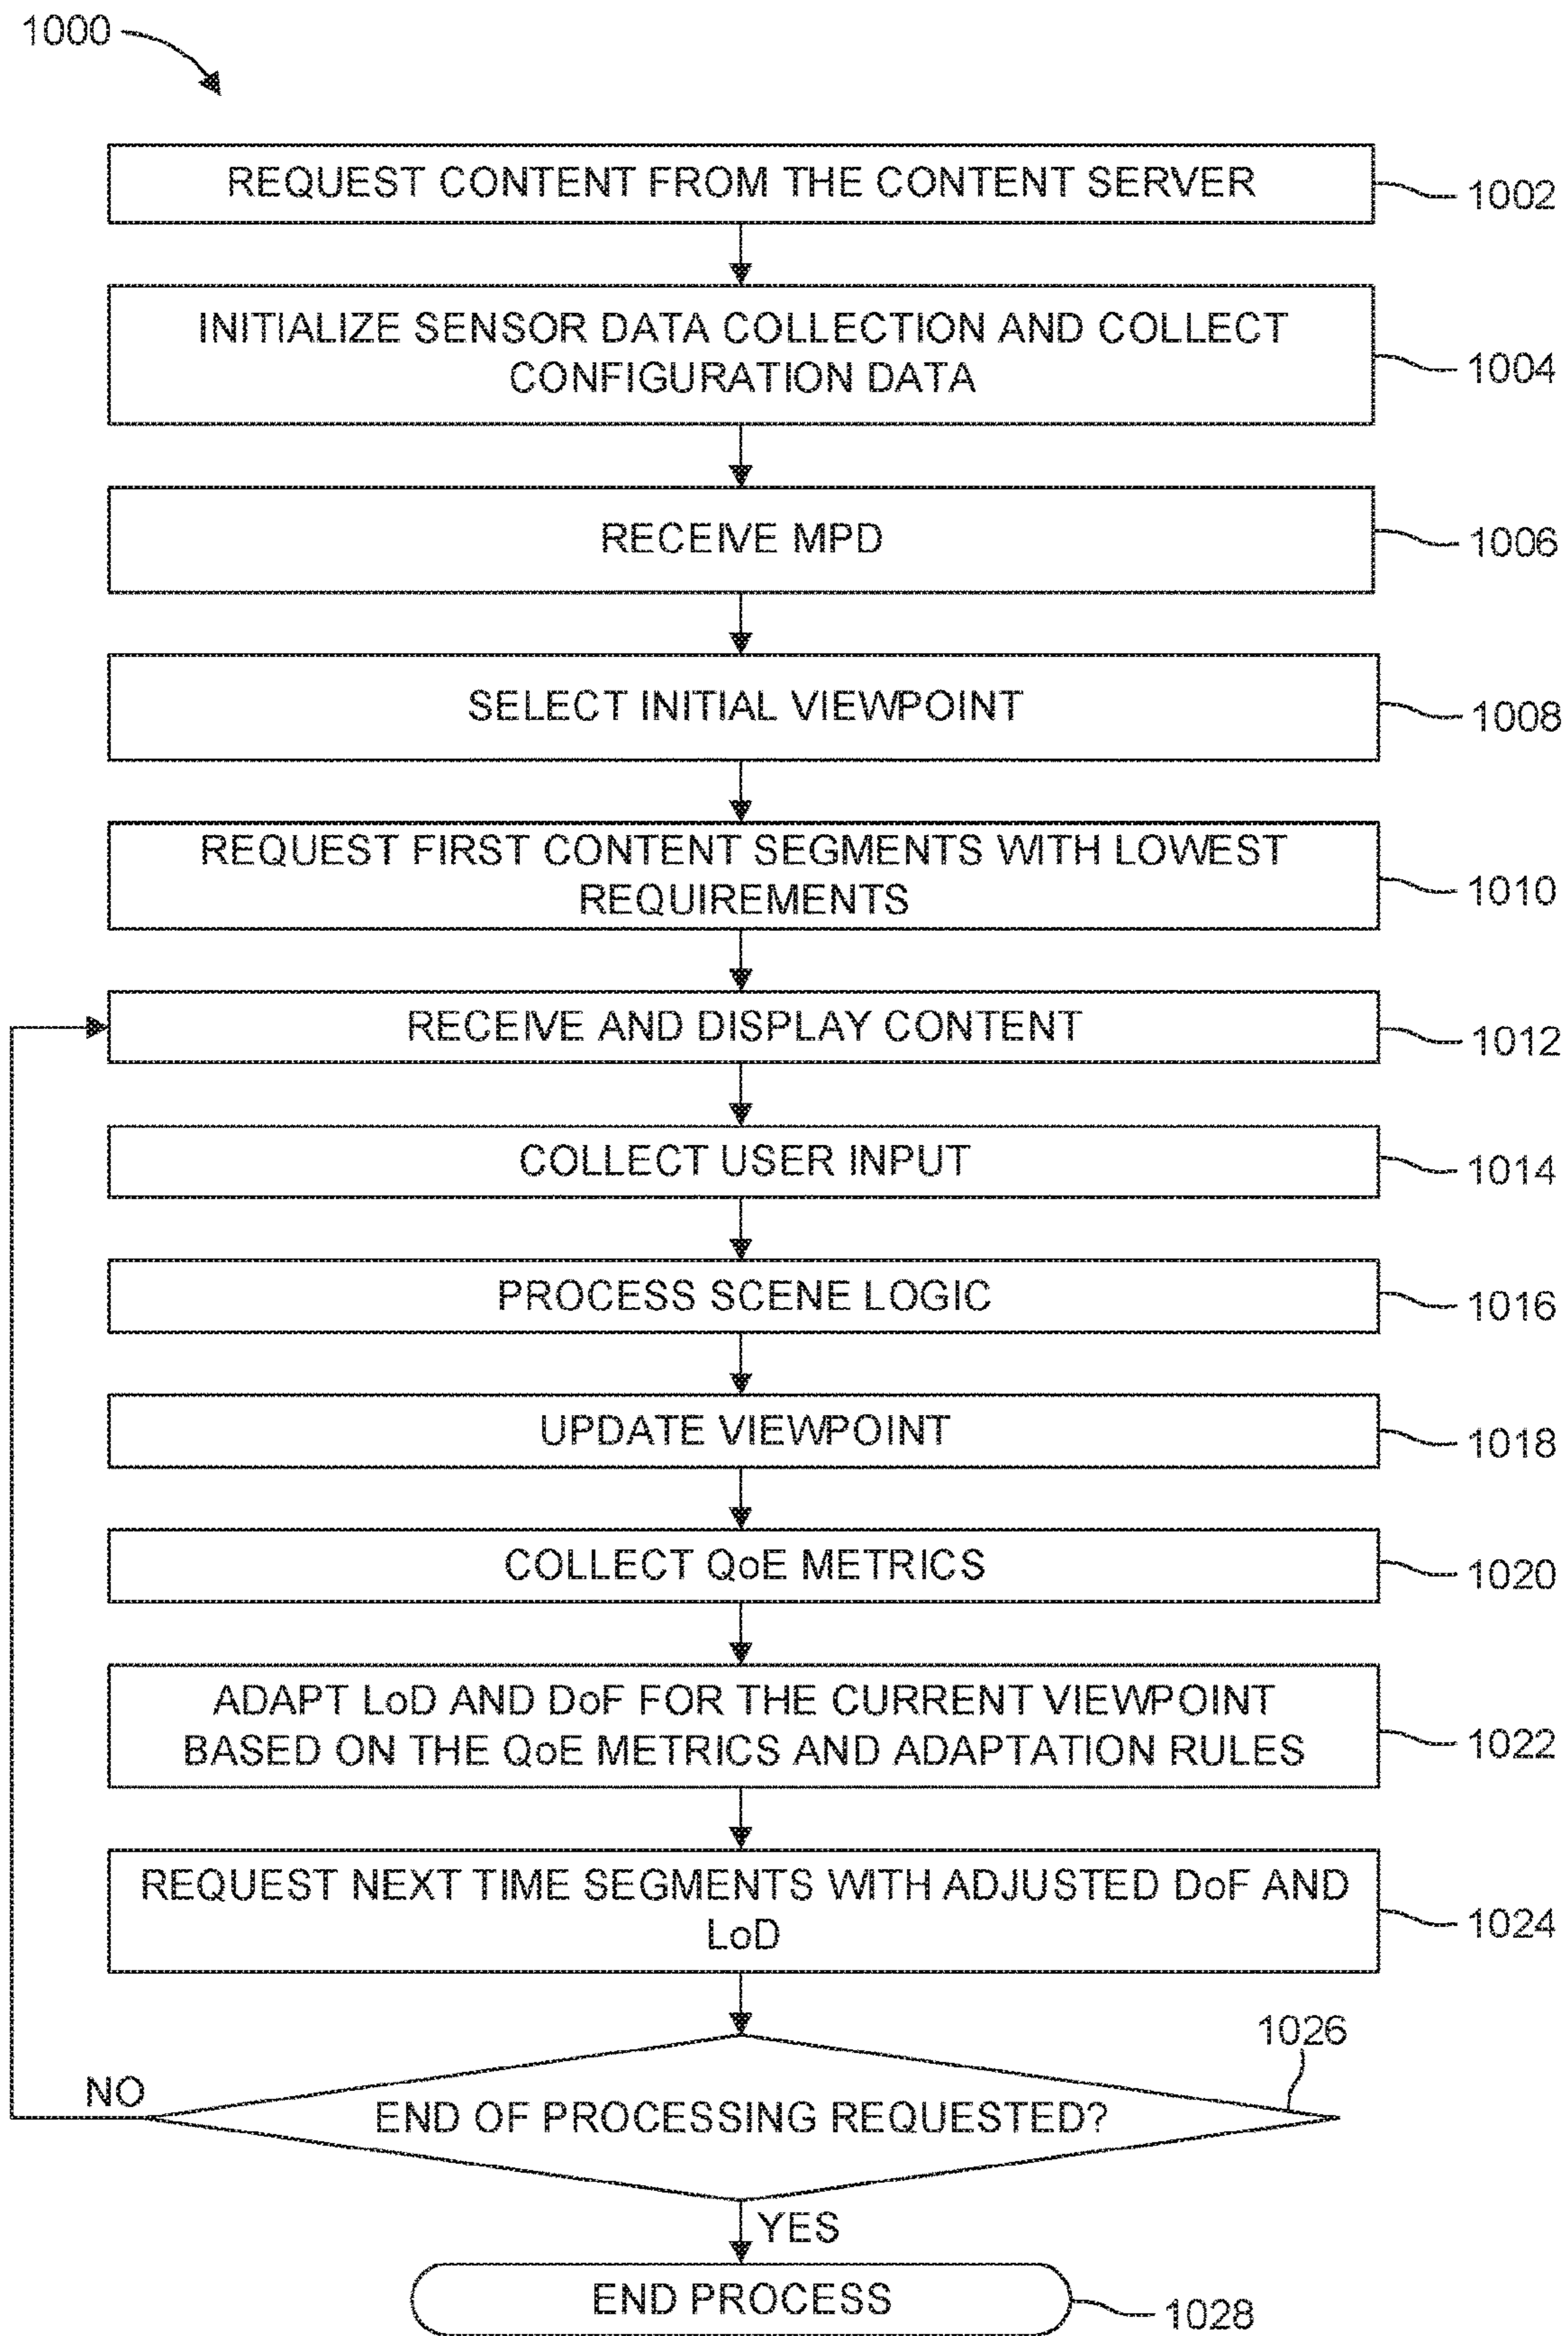 1000
REQUEST CONTENT FROM THE CONTENT SERVER
1002
INITIALIZE SENSOR DATA COLLECTION AND COLLECT
CONFIGURATION DATA
1004
RECEIVE MPD
1006
SELECT INITIAL VIEWPOINT
1008
REQUEST FIRST CONTENT SEGMENTS WITH LOWEST
REQUIREMENTS
1010
RECEIVE AND DISPLAY CONTENT
1012
COLLECT USER INPUT
1014
PROCESS SCENE LOGIC
1016
UPDATE VIEWPOINT
1018
COLLECT QoE METRICS
1020
ADAPT LoD AND DoF FOR THE CURRENT VIEWPOINT
BASED ON THE QoE METRICS AND ADAPTATION RULES
1022
REQUEST NEXT TIME SEGMENTS WITH ADJUSTED DoF AND
LoD
1024
1026
NO
END OF PROCESSING REQUESTED?
YES
END PROCESS
1028